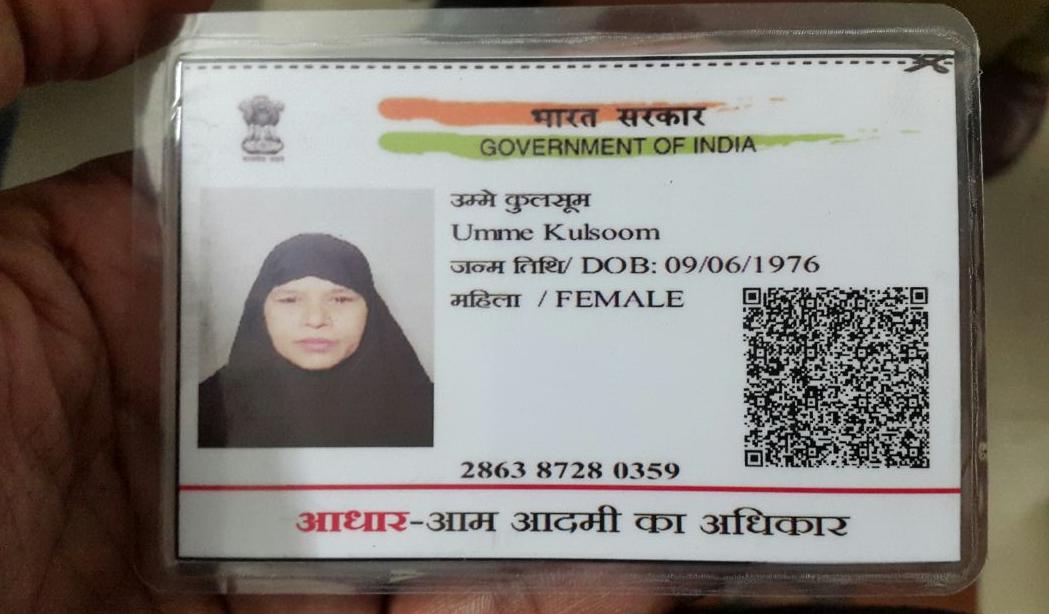 भारत सरकार
GOVERNMENT OF INDIA
उम्मे कुलसूम
Umme Kulsoom
जन्म तिथि/ DOB: 09/06/1976
महिला / FEMALE
2863 8728 0359
आधार-आम आदमी का अधिकार